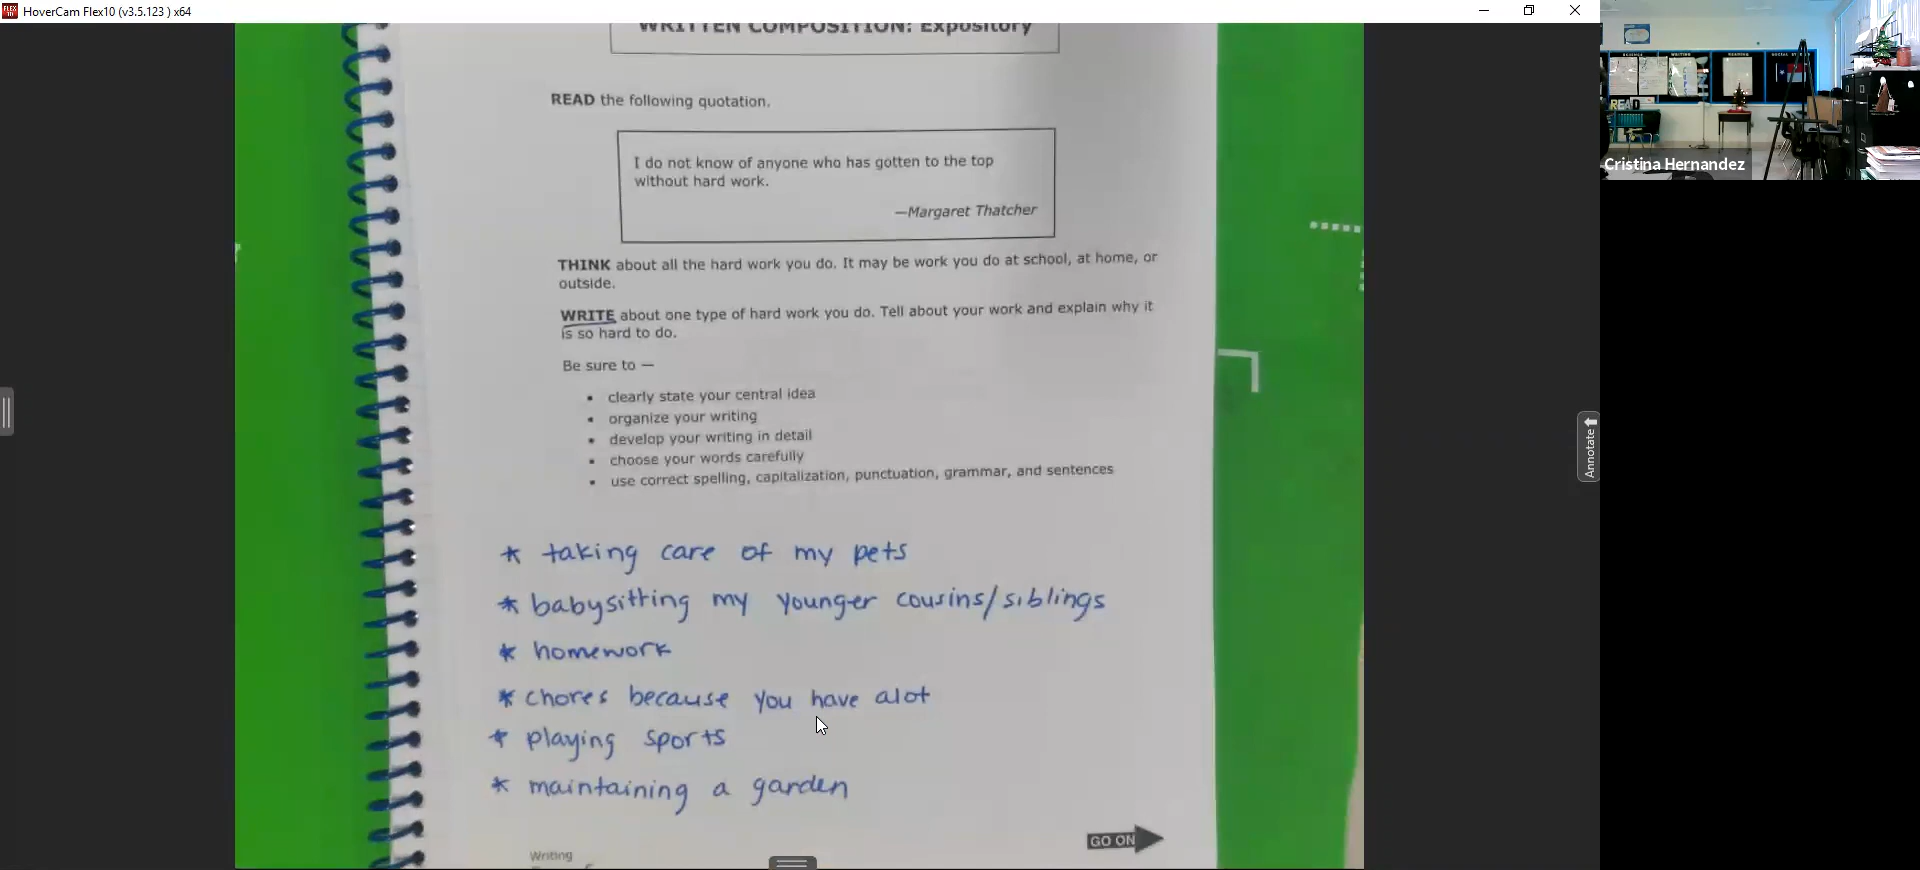 HoverCam Flex10 (v3.5.123) x64
WRITTEN COMPOSITION: Expository
READ the following quotation.
I do not know of anyone who has gotten to the top
without hard work.
—Margaret Thatcher
THINK about all the hard work you do. It may be work you do at school, at home, or
outside.
WRITE about one type of hard work you do. Tell about your work and explain why it
is so hard to do.
Be sure to —
• clearly state your central idea
• organize your writing
• develop your writing in detail
• choose your words carefully
• use correct spelling, capitalization, punctuation, grammar, and sentences
* taking care of my pets
* babysitting my younger cousins/siblings
* homework
* chores because you have alot
* playing sports
* maintaining a garden
GO ON
Writing
Annotate
READ
Cristina Hernandez